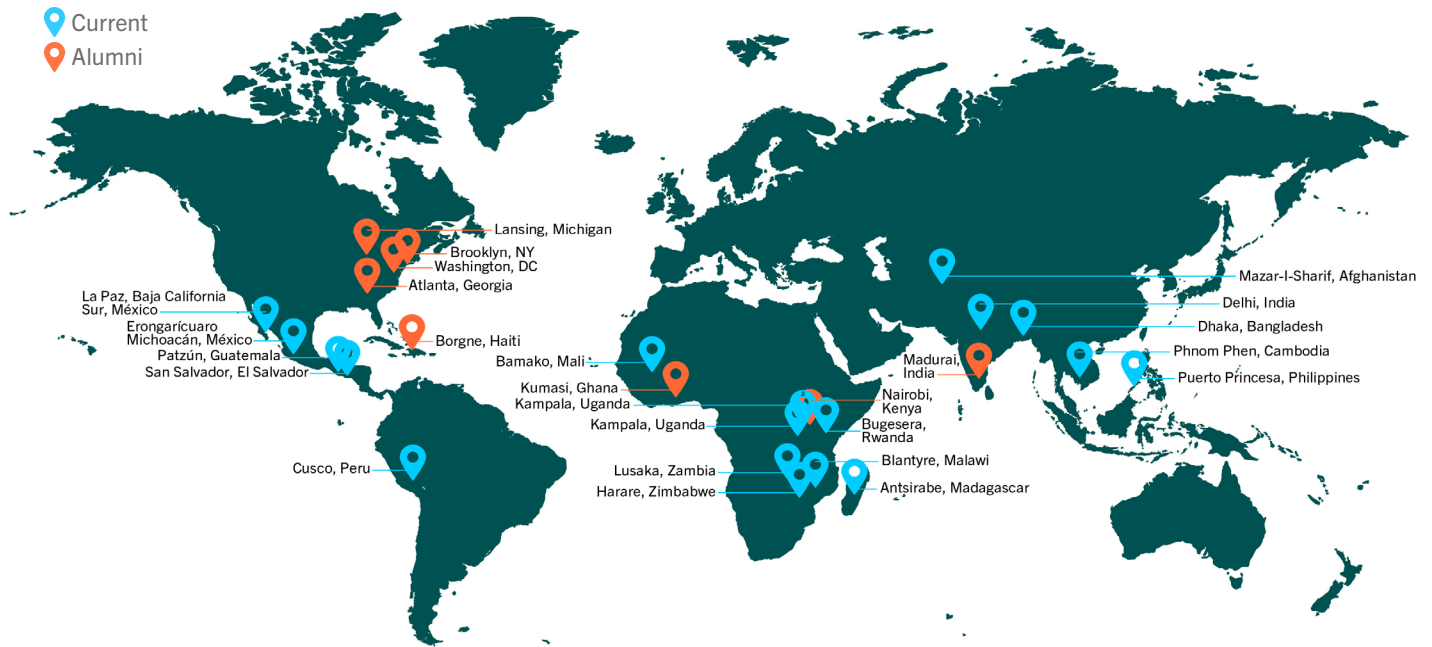 Current
Alumni
Lansing, Michigan
Brooklyn, NY
Washington, DC
Atlanta, Georgia
La Paz, Baja California
Sur, México
Erongarícuaro
Michoacán, México
Patzún, Guatemala
San Salvador, El Salvador
Borgne, Haiti
Cusco, Peru
Bamako, Mali
Kumasi, Ghana
Kampala, Uganda
Kampala, Uganda
Lusaka, Zambia
Harare, Zimbabwe
Nairobi,
Kenya
Bugesera,
Rwanda
Blantyre, Malawi
Antsirabe, Madagascar
Madurai,
India
Mazar-I-Sharif, Afghanistan
Delhi, India
Dhaka, Bangladesh
Phnom Phen, Cambodia
Puerto Princesa, Philippines